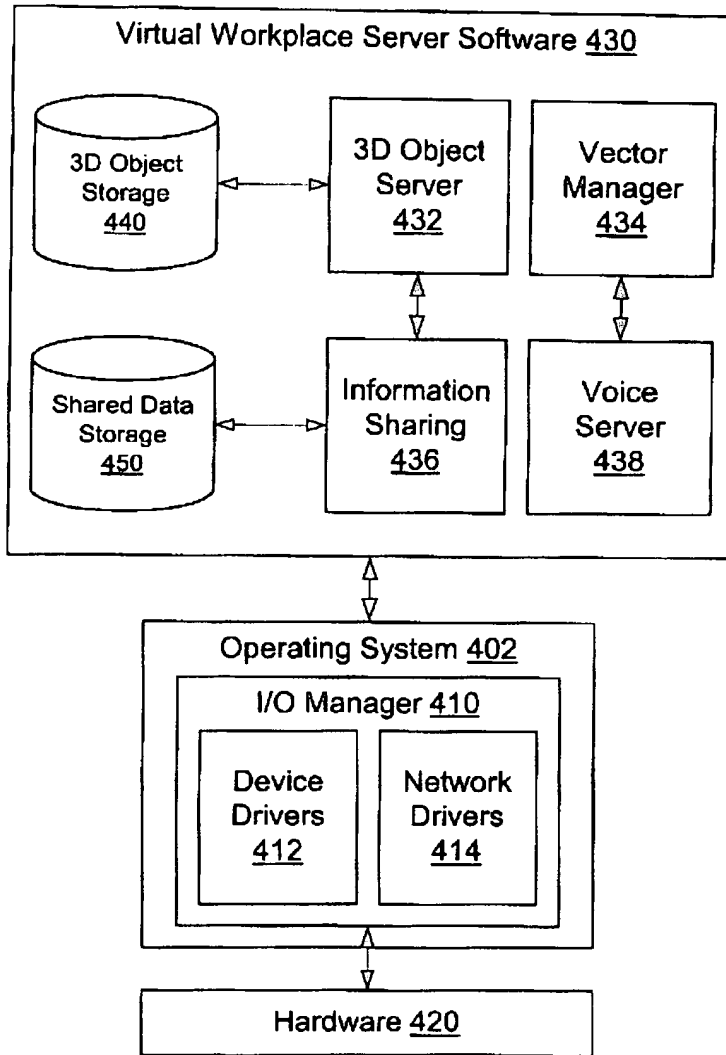 Virtual Workplace Server Software 430
3D Object
Storage
440
3D Object
Server
432
Vector
Manager
434
Shared Data
Storage
450
Information
Sharing
436
Voice
Server
438
Operating System 402
I/O Manager 410
Device
Drivers
412
Network
Drivers
414
Hardware 420